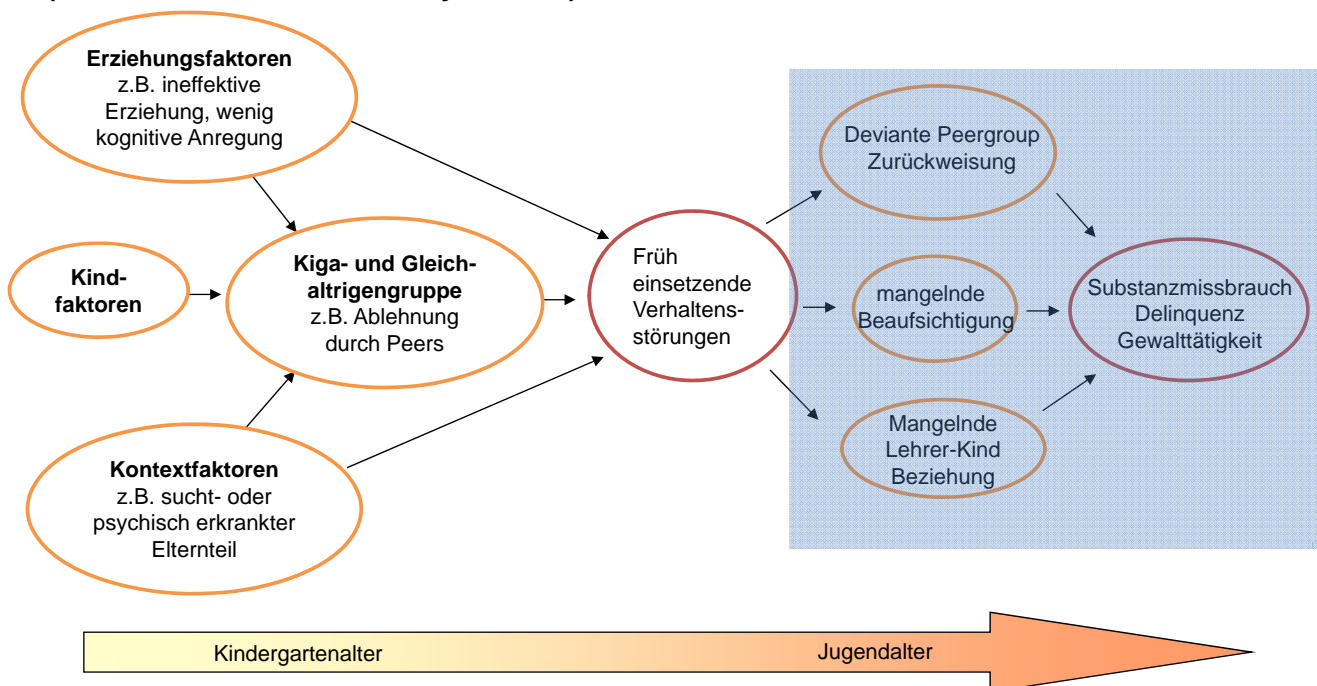 Erziehungsfaktoren
z.B. ineffektive
Erziehung, wenig
kognitive Anregung
Kind-
faktoren
Kiga- und Gleich-
altrigengruppe
z.B. Ablehnung
durch Peers
Kontextfaktoren
z.B. sucht- oder
psychisch erkrankter
Elternteil
Früh
einsetzende
Verhaltens-
störungen
Deviante Peergroup
Zurückweisung
mangelnde
Beaufsichtigung
Mangelnde
Lehrer-Kind
Beziehung
Substanzmissbrauch
Delinquenz
Gewalttätigkeit
Kindergartenalter
Jugendalter